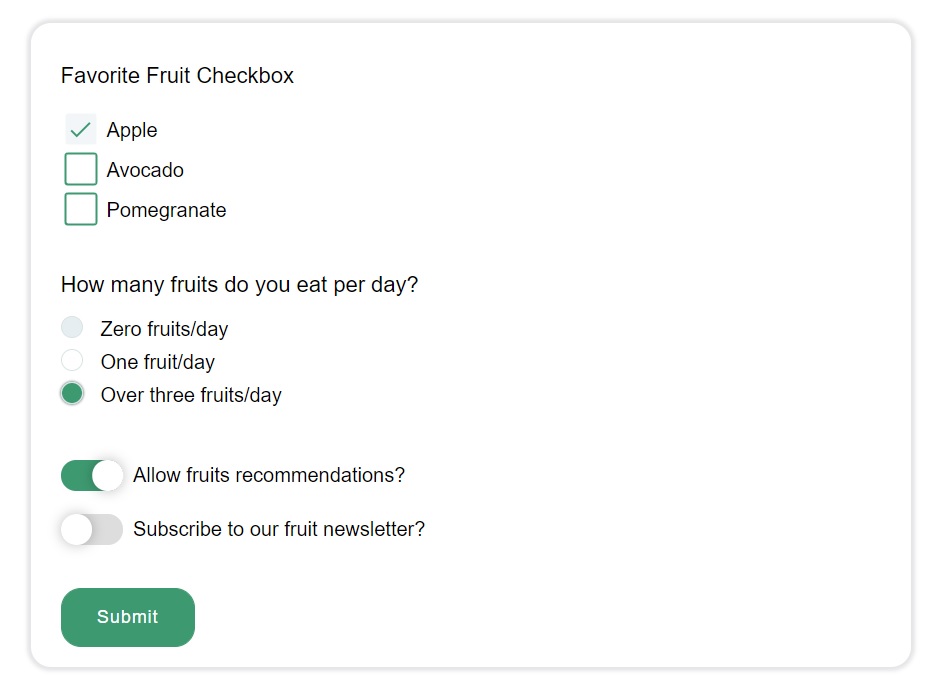 Favorite Fruit Checkbox
Apple
Avocado
Pomegranate
How many fruits do you eat per day?
Zero fruits/day
One fruit/day
Over three fruits/day
Allow fruits recommendations?
Subscribe to our fruit newsletter?
Submit